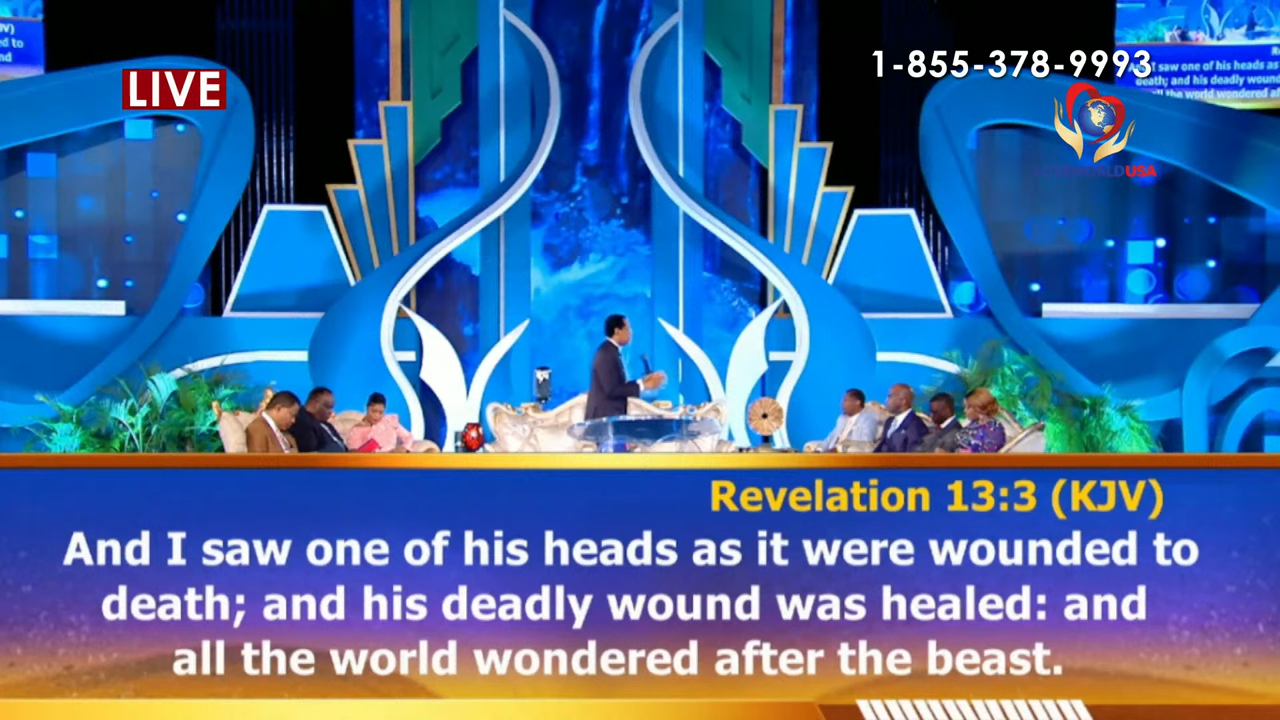 LIVE
1-855-378-9993
LOVEWORLDUSA
Revelation 13:3 (KJV)
And I saw one of his heads as it were wounded to
death; and his deadly wound was healed: and
all the world wondered after the beast.